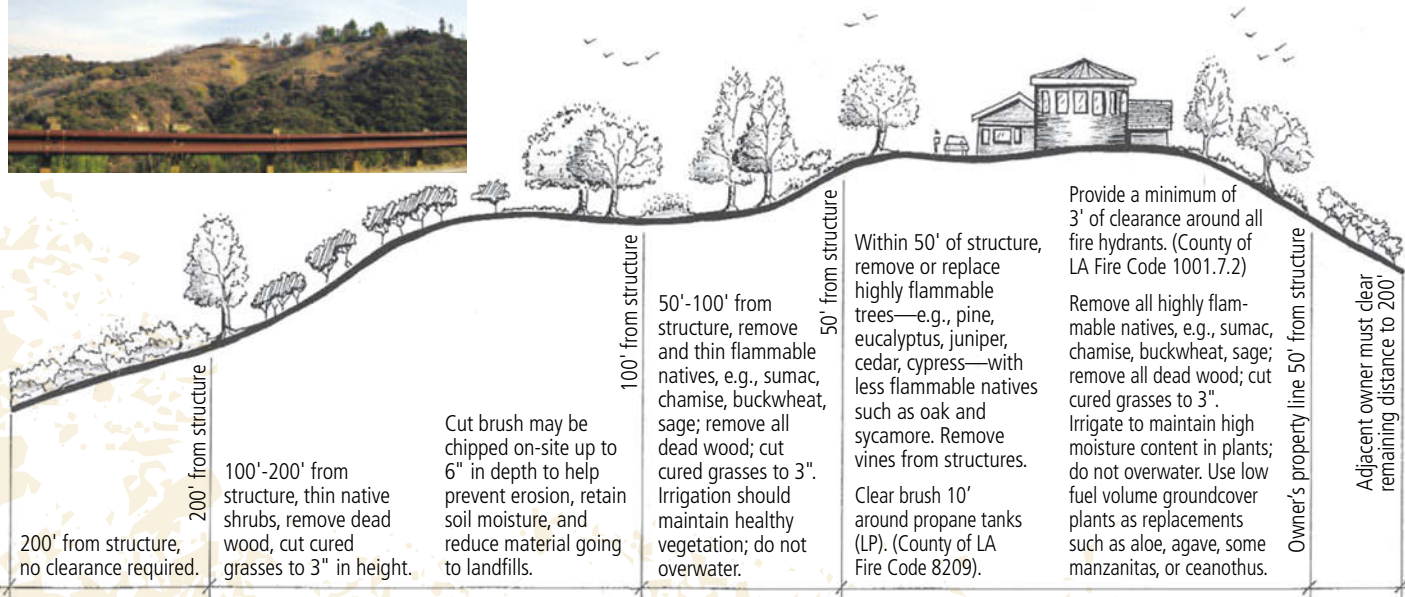 200' from structure,
no clearance required.
200' from structure
100'-200' from
structure, thin native
shrubs, remove dead
wood, cut cured
grasses to 3" in height.
Cut brush may be
chipped on-site up to
6" in depth to help
prevent erosion, retain
soil moisture, and
reduce material going
to landfills.
100' from structure
50'-100' from
structure, remove
and thin flammable
natives, e.g., sumac,
chamise, buckwheat,
sage; remove all
dead wood; cut
cured grasses to 3".
Irrigation should
maintain healthy
vegetation; do not
overwater.
50' from structure
Within 50' of structure,
remove or replace
highly flammable
trees—e.g., pine,
eucalyptus, juniper,
cedar, cypress—with
less flammable natives
such as oak and
sycamore. Remove
vines from structures.
Clear brush 10'
around propane tanks
(LP). (County of LA
Fire Code 8209).
Provide a minimum of
3' of clearance around all
fire hydrants. (County of
LA Fire Code 1001.7.2)
Remove all highly flam-
mable natives, e.g., sumac,
chamise, buckwheat, sage;
remove all dead wood; cut
cured grasses to 3".
Irrigate to maintain high
moisture content in plants;
do not overwater. Use low
fuel volume groundcover
plants as replacements
such as aloe, agave, some
manzanitas, or ceanothus.
Owner's property line 50' from structure
Adjacent owner must clear
remaining distance to 200'